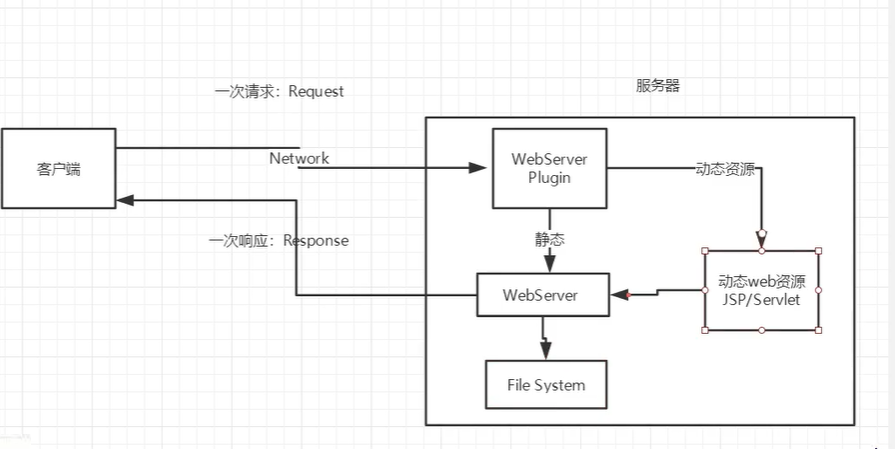 服务器
一次请求：Request
WebServer
Plugin
Network
客户端
动态资源
一次响应：Response
静态
动态web资源
JSP/Servlet
WebServer
File System